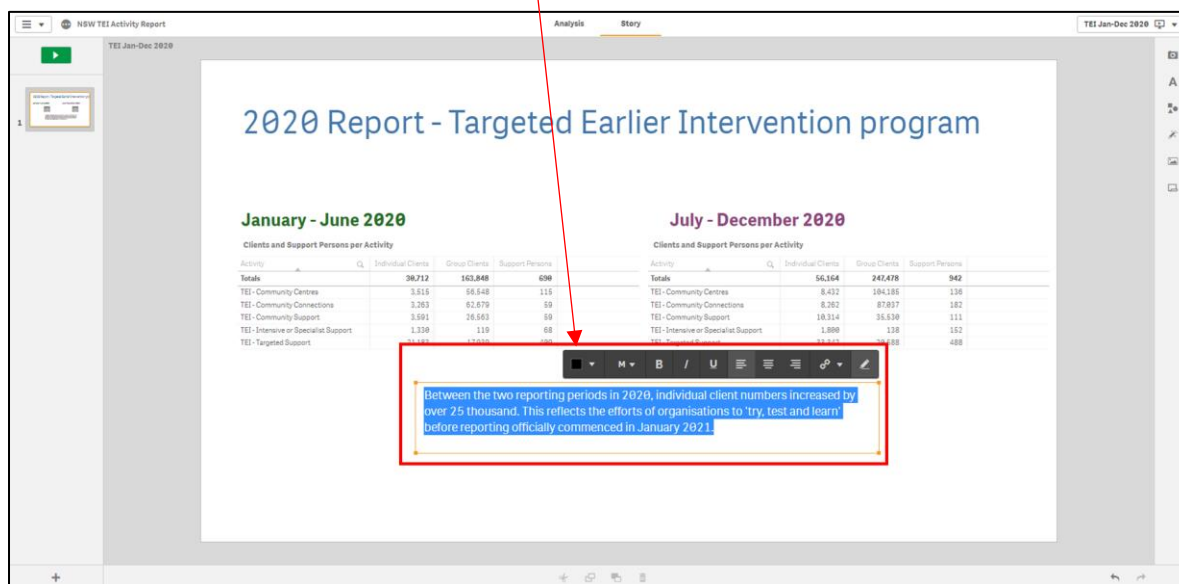 NSW TEI Activity Report
Analysis
Story
TEI Jan-Dec 2020
TEI Jan-Dec 2020
1
2020 Report - Targeted Earlier Intervention program
January - June 2020
Clients and Support Persons per Activity
Activity Individual Clients Group Clients Support Persons
Totals 30,712 163,848 690
TEI - Community Centres 3,515 56,548 115
TEI - Community Connections 3,263 62,679 59
TEI - Community Support 3,591 26,563 59
TEI - Intensive or Specialist Support 1,330 119 68
TEI - Targeted Support
July - December 2020
Clients and Support Persons per Activity
Activity Individual Clients Group Clients Support Persons
Totals 56,164 247,478 942
TEI - Community Centres 8,432 104,185 136
TEI - Community Connections 8,262 87,037 182
TEI - Community Support 10,314 35,530 111
TEI - Intensive or Specialist Support 1,800 138 152
TEI - Targeted Support 488
M B I U
Between the two reporting periods in 2020, individual client numbers increased by
over 25 thousand. This reflects the efforts of organisations to 'try, test and learn'
before reporting officially commenced in January 2021.
A